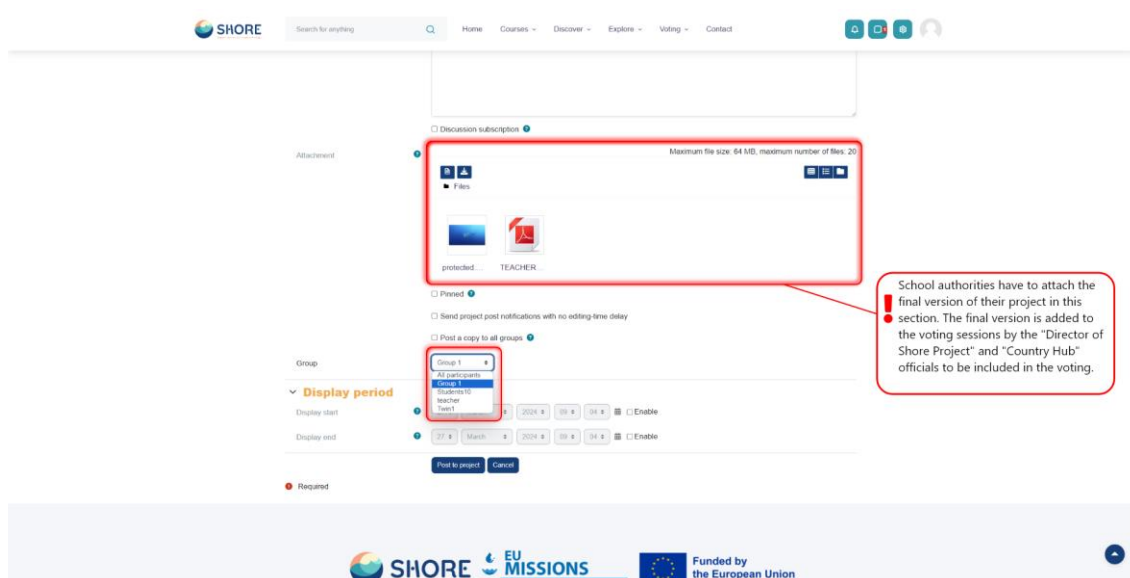 SHORE
Search for anything
Home Courses Discover Explore Voting Contact
Discussion subscription
Attachment
Maximum file size: 64 MB, maximum number of files: 20
Files
protected... TEACHER...
Pinned
Send project post notifications with no editing-time delay
Post a copy to all groups
Group
Group 1
All participants
Group 1
Students10
teacher
Twin1
Display period
Display start
2024 09 04 Enable
Display end
27 March 2024 09 04 Enable
Post to project Cancel
Required
School authorities have to attach the
final version of their project in this
section. The final version is added to
the voting sessions by the "Director of
Shore Project" and "Country Hub"
officials to be included in the voting.
SHORE
EU
MISSIONS
Funded by
the European Union